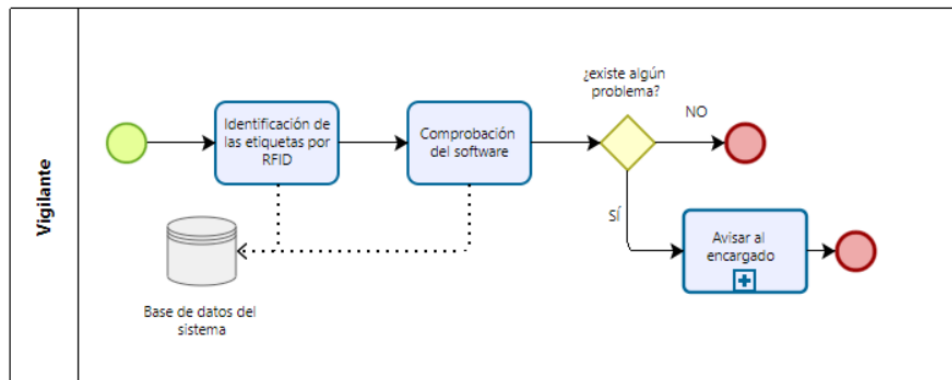 Vigilante
Identificación de
las etiquetas por
RFID
Comprobación
del software
¿existe algún
problema?
NO
SÍ
Avisar al
encargado
Base de datos del
sistema